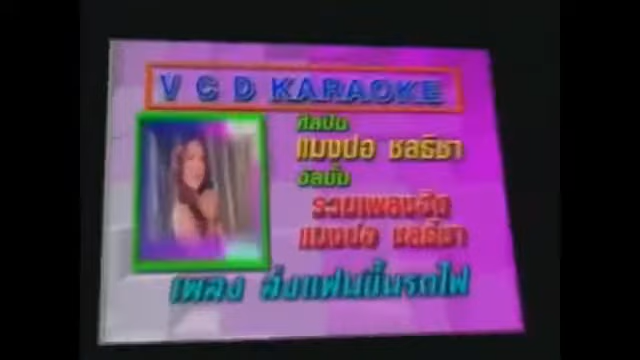 VCD KARAOKE
ศิลปิน
แมงปอ ชลธิชา
อัลบั้ม
รวมเพลงฮิต
แมงปอ ชลธิชา
เพลง ส่งแฟนขึ้นรถไฟ